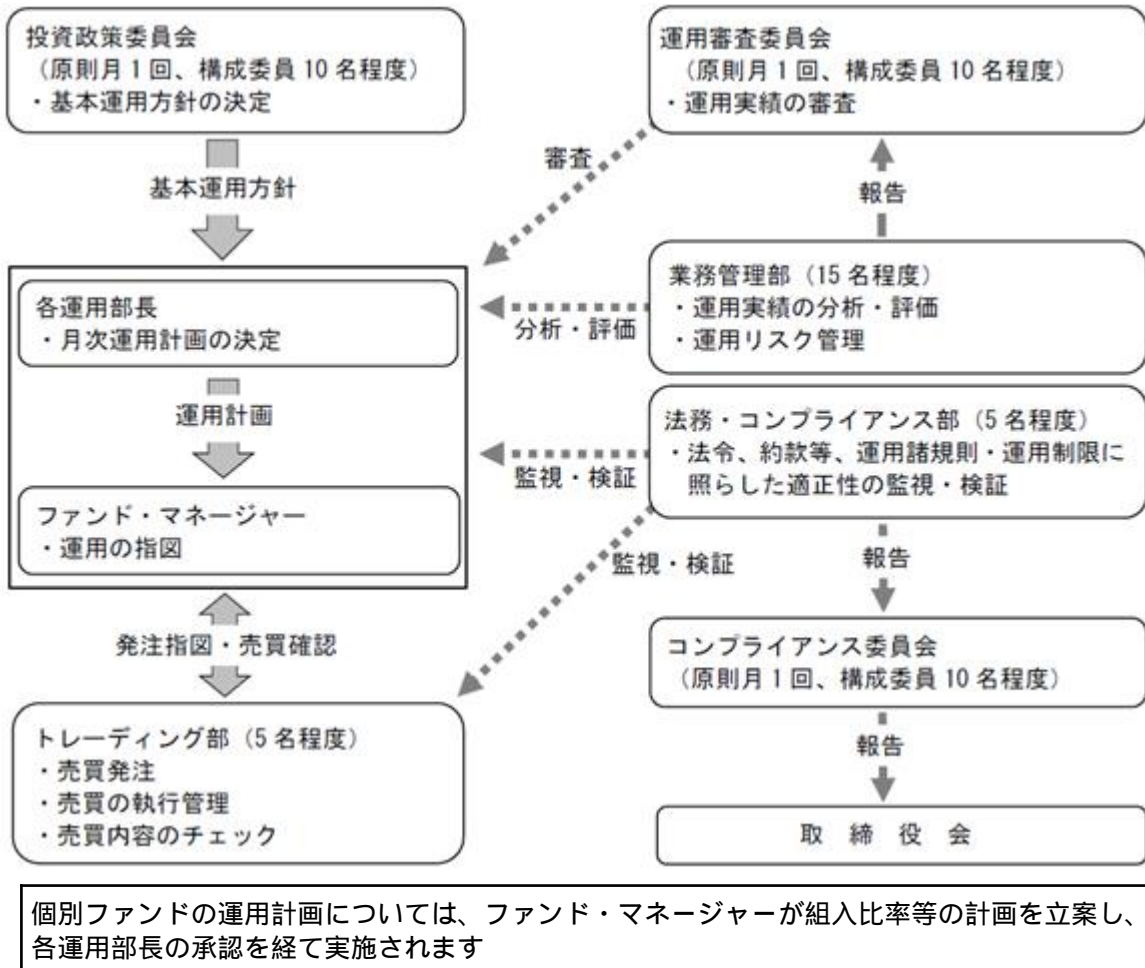 投資政策委員会
（原則月1回、構成委員10名程度）
・基本運用方針の決定
基本運用方針
各運用部長
・月次運用計画の決定
運用計画
ファンド・マネージャー
・運用の指図
発注指図・売買確認
トレーディング部（5名程度）
・売買発注
・売買の執行管理
・売買内容のチェック
運用審査委員会
（原則月1回、構成委員10名程度）
・運用実績の審査
審査
報告
業務管理部（15名程度）
・運用実績の分析・評価
・運用リスク管理
分析・評価
法務・コンプライアンス部（5名程度）
・法令、約款等、運用諸規則・運用制限に
照らした適正性の監視・検証
監視・検証
監視・検証
報告
コンプライアンス委員会
（原則月1回、構成委員10名程度）
報告
取締役会
個別ファンドの運用計画については、ファンド・マネージャーが組入比率等の計画を立案し、
各運用部長の承認を経て実施されます